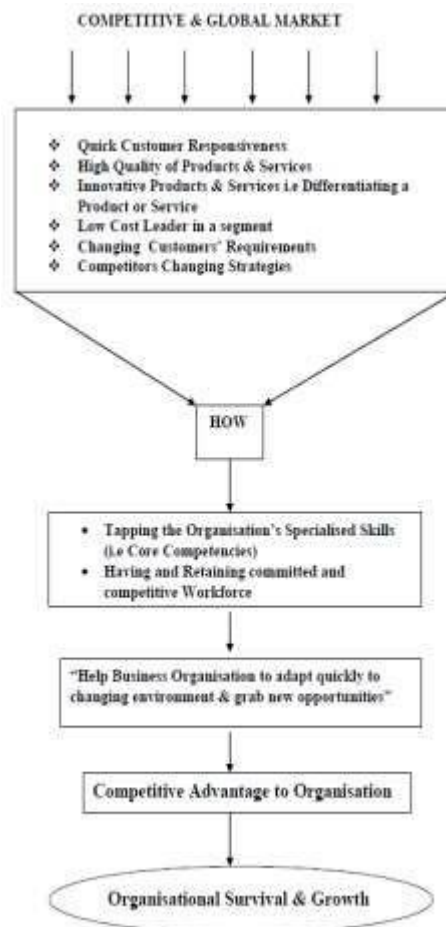 COMPETITIVE & GLOBAL MARKET
❖ Quick Customer Responsiveness
❖ High Quality of Products & Services
❖ Innovative Products & Services i.e Differentiating a
Product or Service
❖ Low Cost Leader in a segment
❖ Changing Customers' Requirements
❖ Competitors Changing Strategies
HOW
• Tapping the Organisation's Specialised Skills
(i.e Core Competencies)
• Having and Retaining committed and
competitive Workforce
“Help Business Organisation to adapt quickly to
changing environment & grab new opportunities”
Competitive Advantage to Organisation
Organisational Survival & Growth